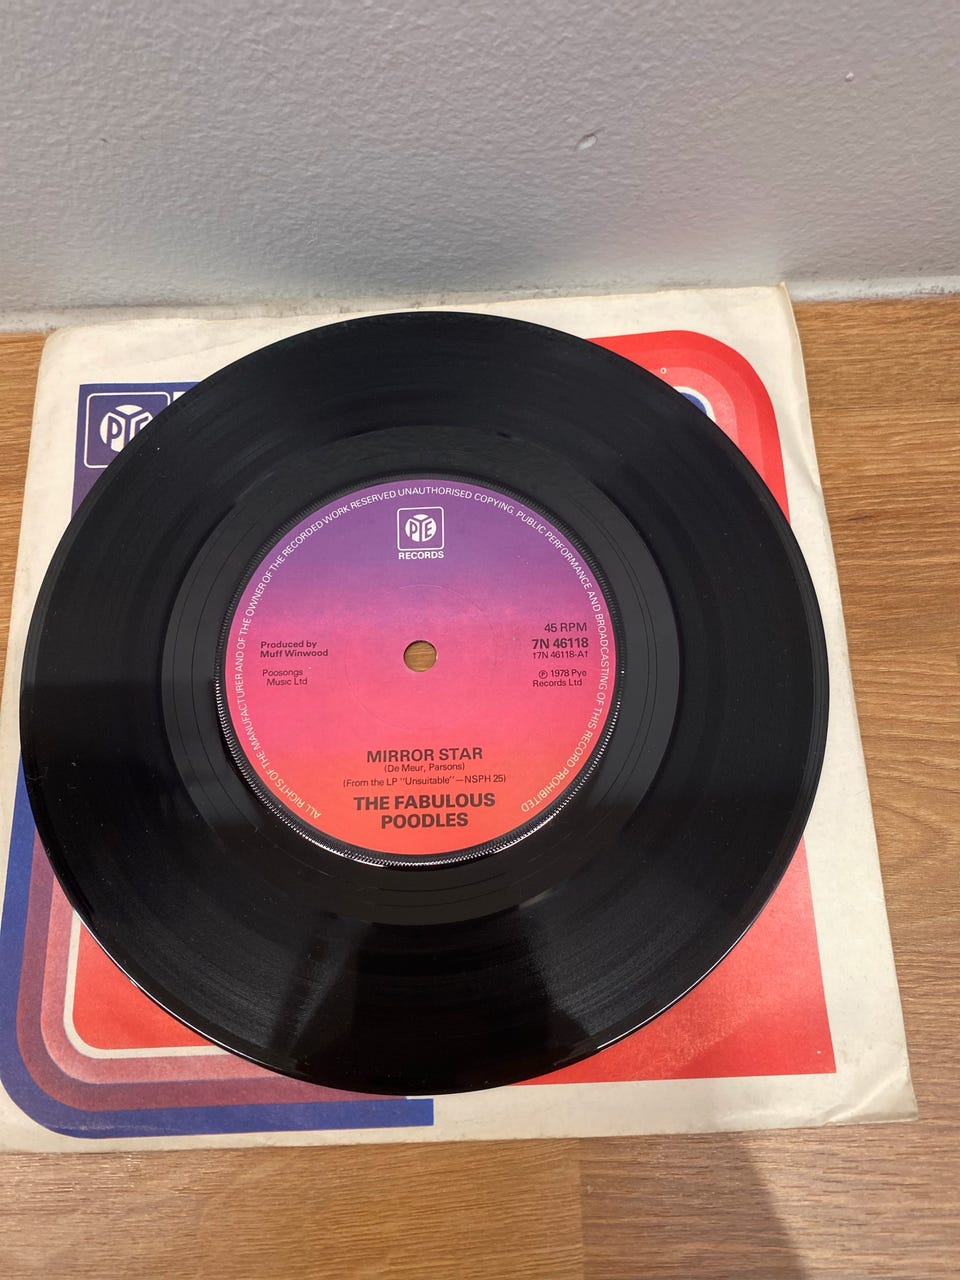 PYE
ALL RIGHTS OF THE MANUFACTURER AND OF THE OWNER OF THE RECORDED WORK RESERVED UNAUTHORISED COPYING, PUBLIC PERFORMANCE AND BROADCASTING OF THIS RECORD PROHIBITED
PYE
RECORDS
Produced by
Muff Winwood
Poosongs
Music Ltd
45 RPM
7N 46118
17N 46118-A1
Ⓟ 1978 Pye
Records Ltd
MIRROR STAR
(De Meur, Parsons)
(From the LP "Unsuitable"—NSPH 25)
THE FABULOUS
POODLES